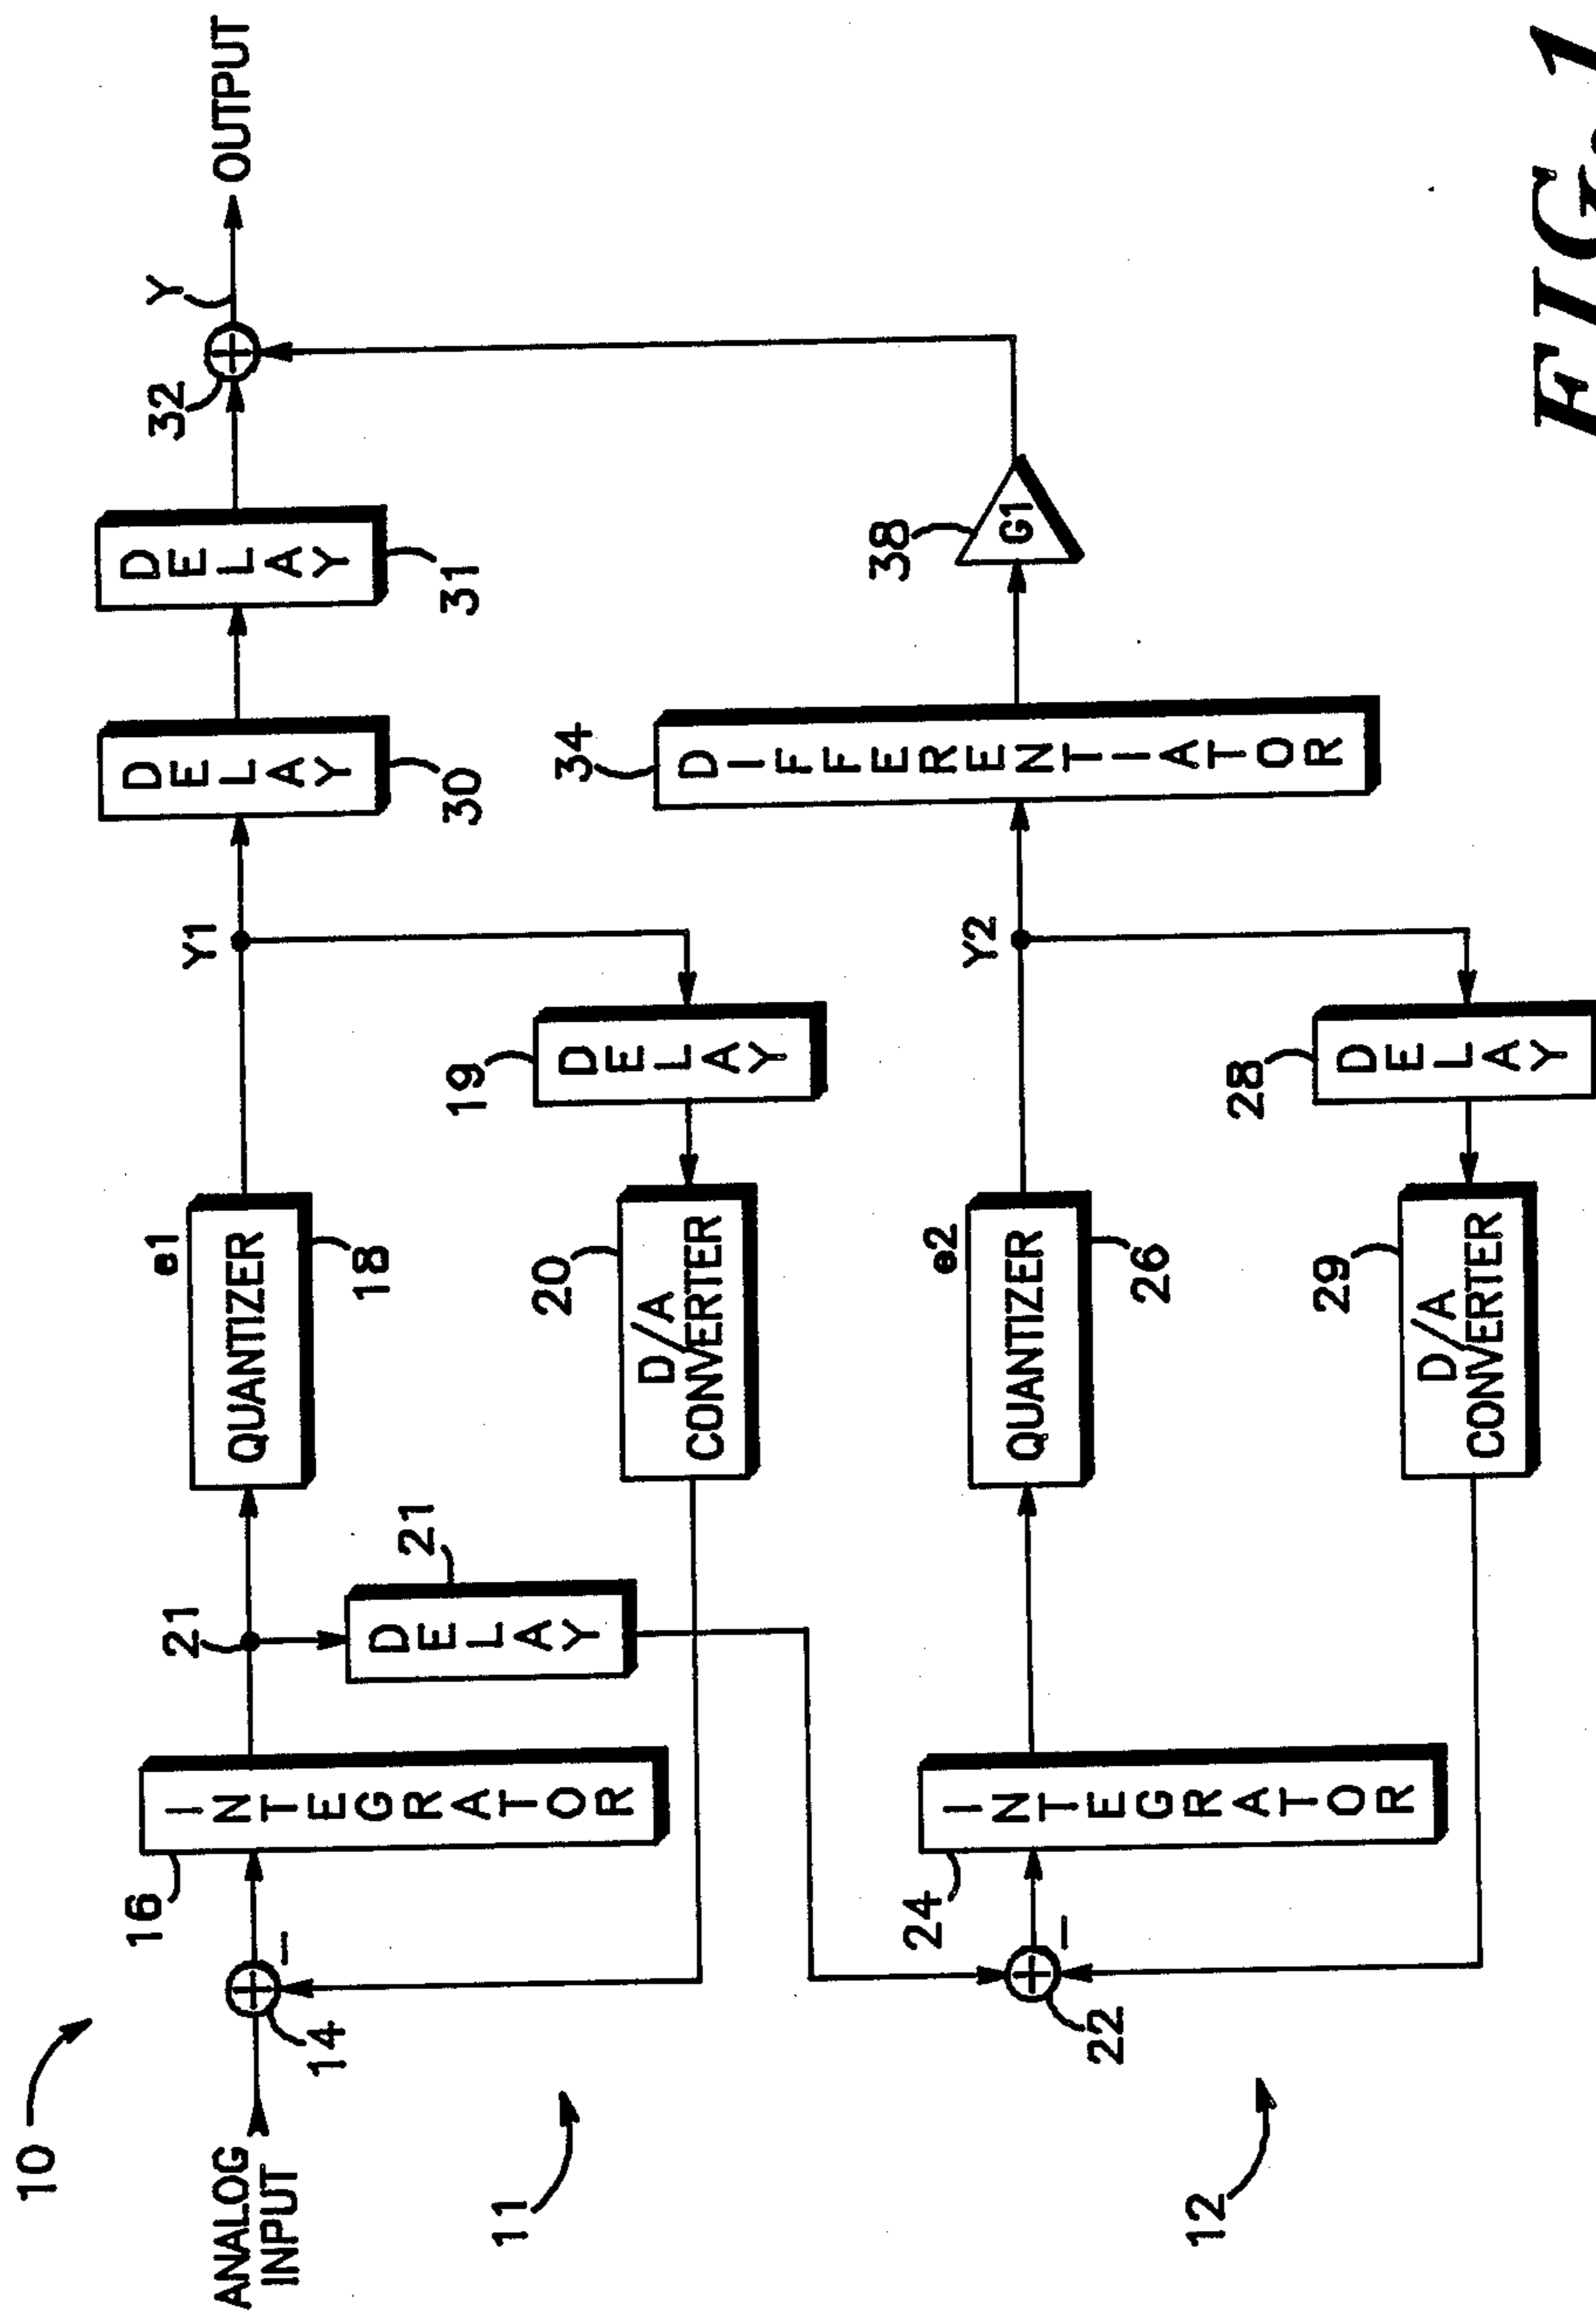 10
ANALOG
INPUT
14
16
INTEGRATOR
21
DELAY
21
QUANTIZER
e1
18
Y1
DELAY
30
DELAY
31
32
Y
OUTPUT
11
D/A
CONVERTER
20
DELAY
19
12
22
24
INTEGRATOR
QUANTIZER
e2
26
Y2
DIFFERENTIATOR
34
G1
38
D/A
CONVERTER
29
DELAY
28
FIG.1